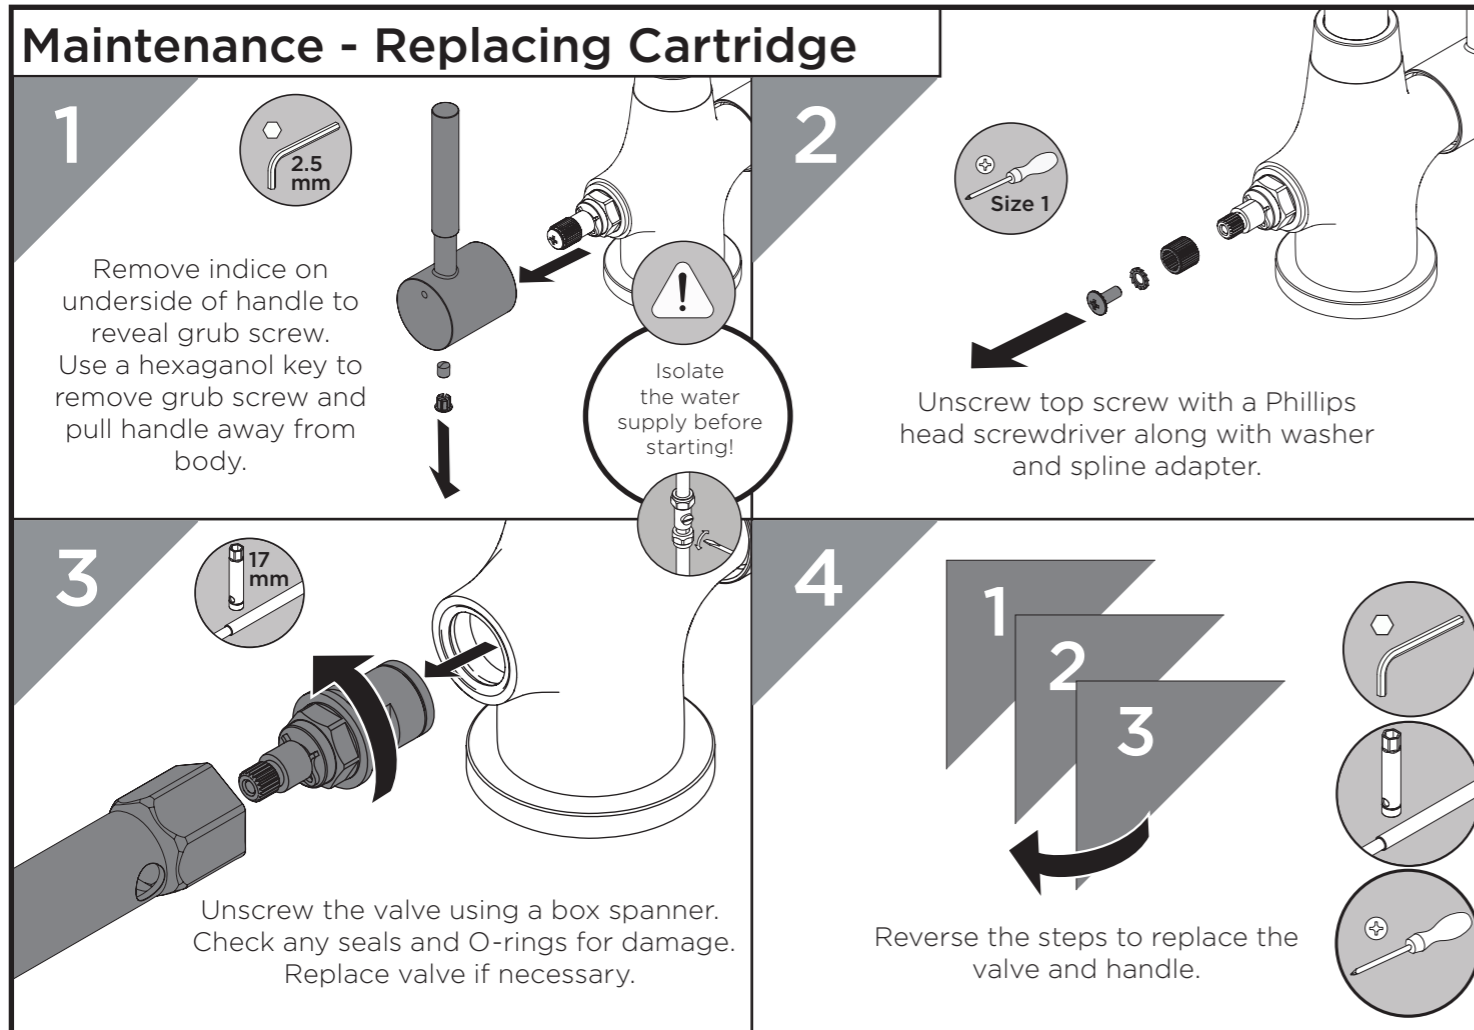 Maintenance - Replacing Cartridge
1
2.5
mm
Remove indice on
underside of handle to
reveal grub screw.
Use a hexaganol key to
remove grub screw and
pull handle away from
body.
!
Isolate
the water
supply before
starting!
2
Size 1
Unscrew top screw with a Phillips
head screwdriver along with washer
and spline adapter.
3
17
mm
Unscrew the valve using a box spanner.
Check any seals and O-rings for damage.
Replace valve if necessary.
4
1
2
3
Reverse the steps to replace the
valve and handle.